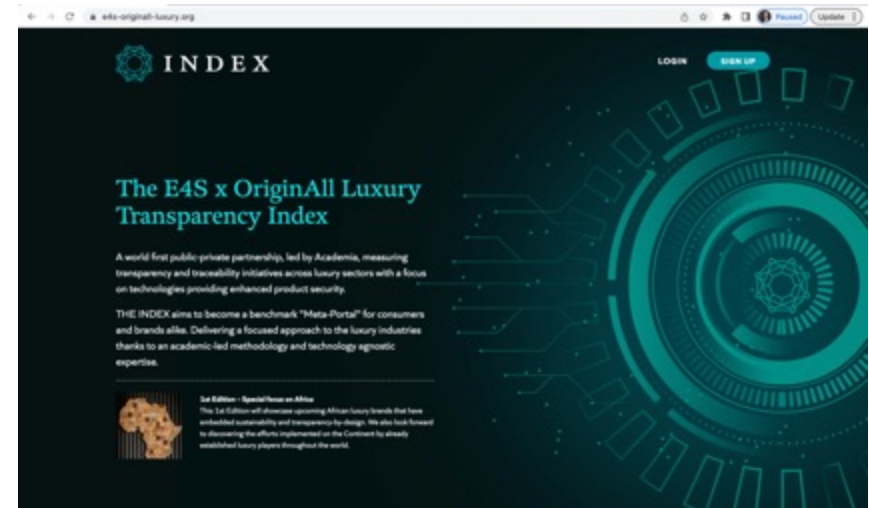 e4s-originall-luxury.org
Paused
Update
INDEX
LOGIN
SIGN UP
The E4S x OriginAll Luxury
Transparency Index
A world first public-private partnership, led by Academia, measuring
transparency and traceability initiatives across luxury sectors with a focus
on technologies providing enhanced product security.
THE INDEX aims to become a benchmark "Meta-Portal" for consumers
and brands alike. Delivering a focused approach to the luxury industries
thanks to an academic-led methodology and technology agnostic
expertise.
1st Edition - Special focus on Africa
This 1st Edition will showcase upcoming African luxury brands that have
embedded sustainability and transparency-by-design. We also look forward
to discovering the efforts implemented on the Continent by already
established luxury players throughout the world.